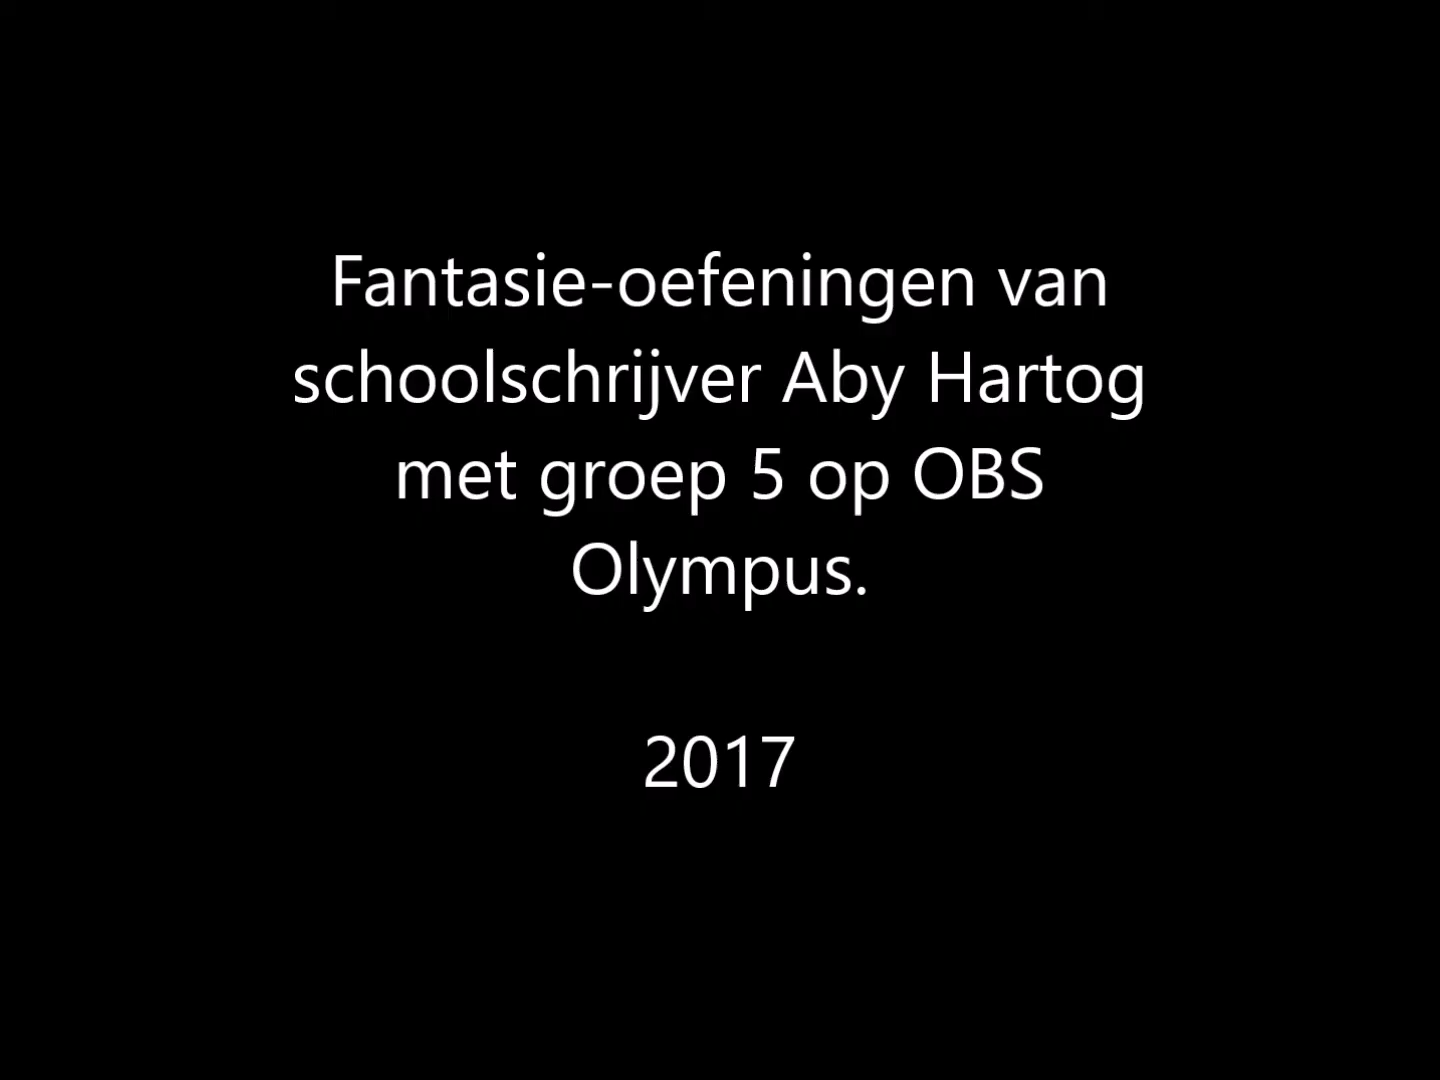 Fantasie-oefeningen van
schoolschrijver Aby Hartog
met groep 5 op OBS
Olympus.
2017